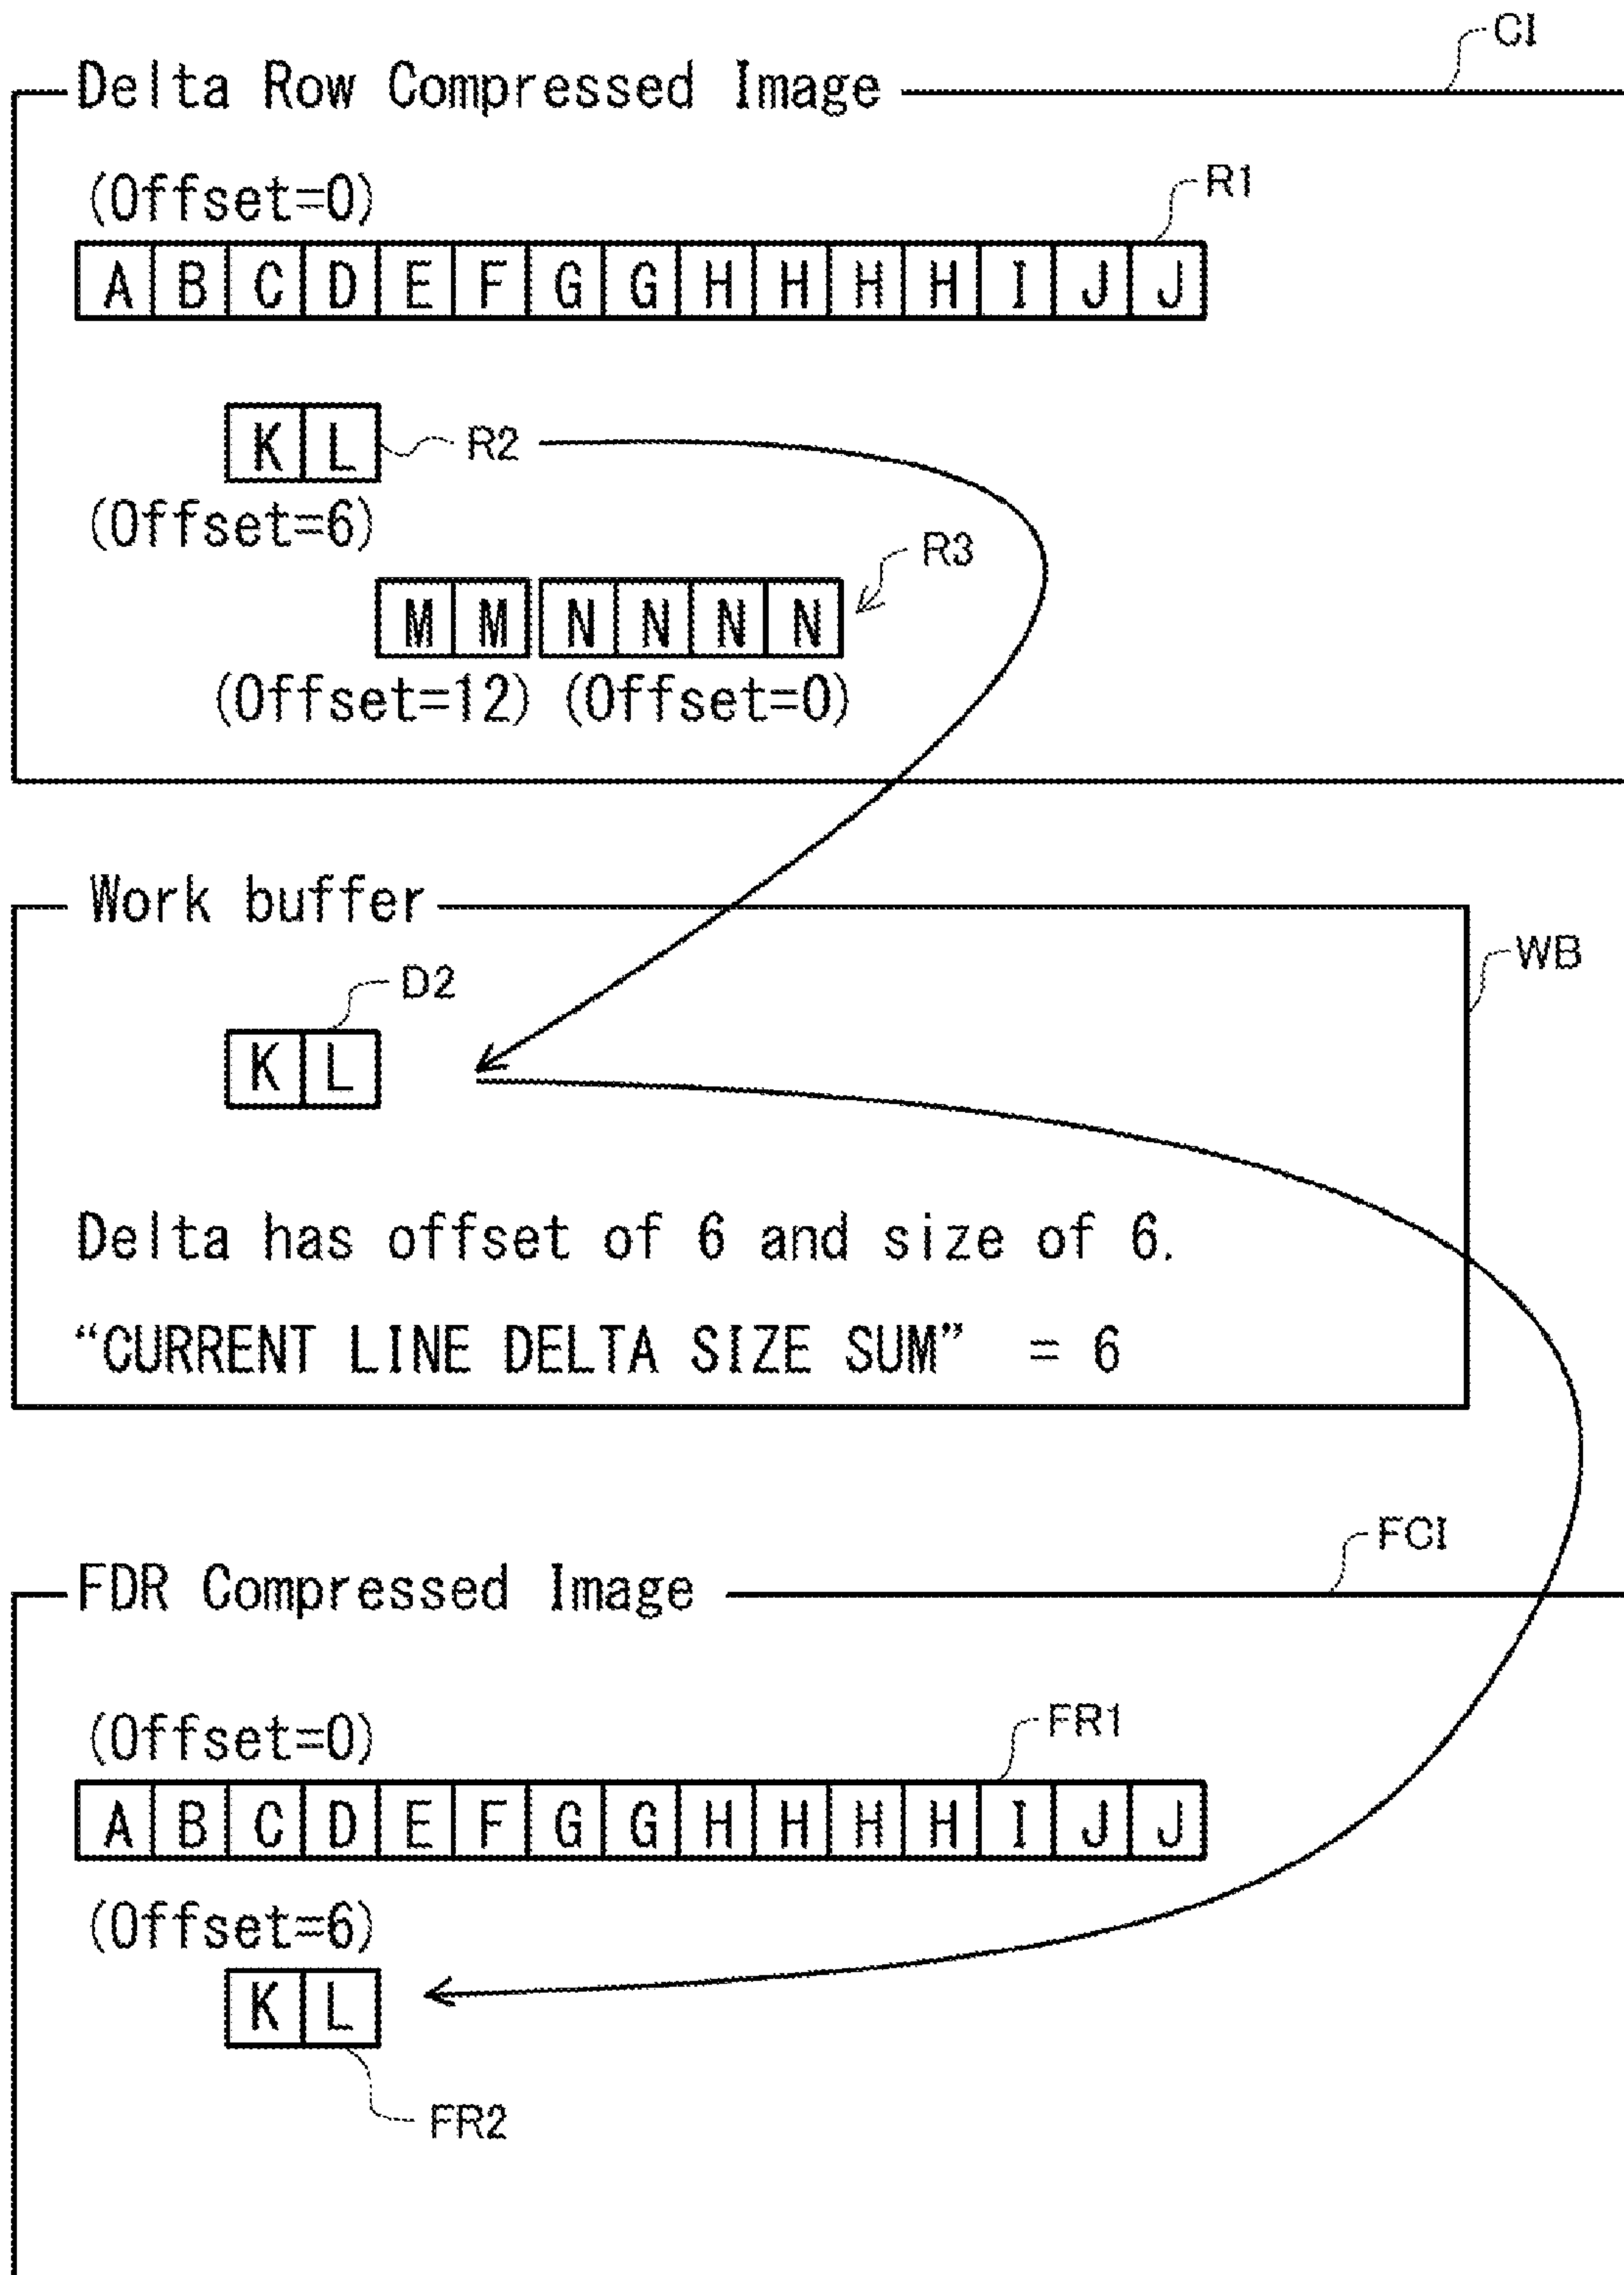 CI
Delta Row Compressed Image
(Offset=0)
R1
A B C D E F G G H H H H I J J
K L
R2
(Offset=6)
R3
M M N N N N
(Offset=12) (Offset=0)
Work buffer
WB
D2
K L
Delta has offset of 6 and size of 6.
“CURRENT LINE DELTA SIZE SUM” = 6
FCI
FDR Compressed Image
(Offset=0)
FR1
A B C D E F G G H H H H I J J
(Offset=6)
K L
FR2